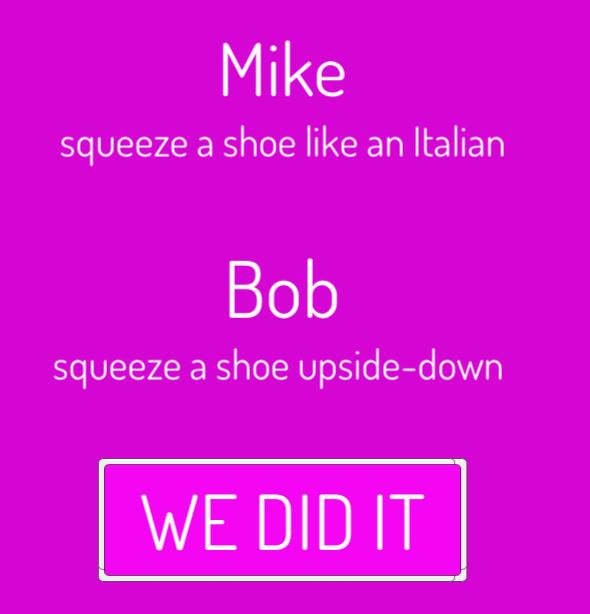 Mike
squeeze a shoe like an Italian
Bob
squeeze a shoe upside-down
WE DID IT